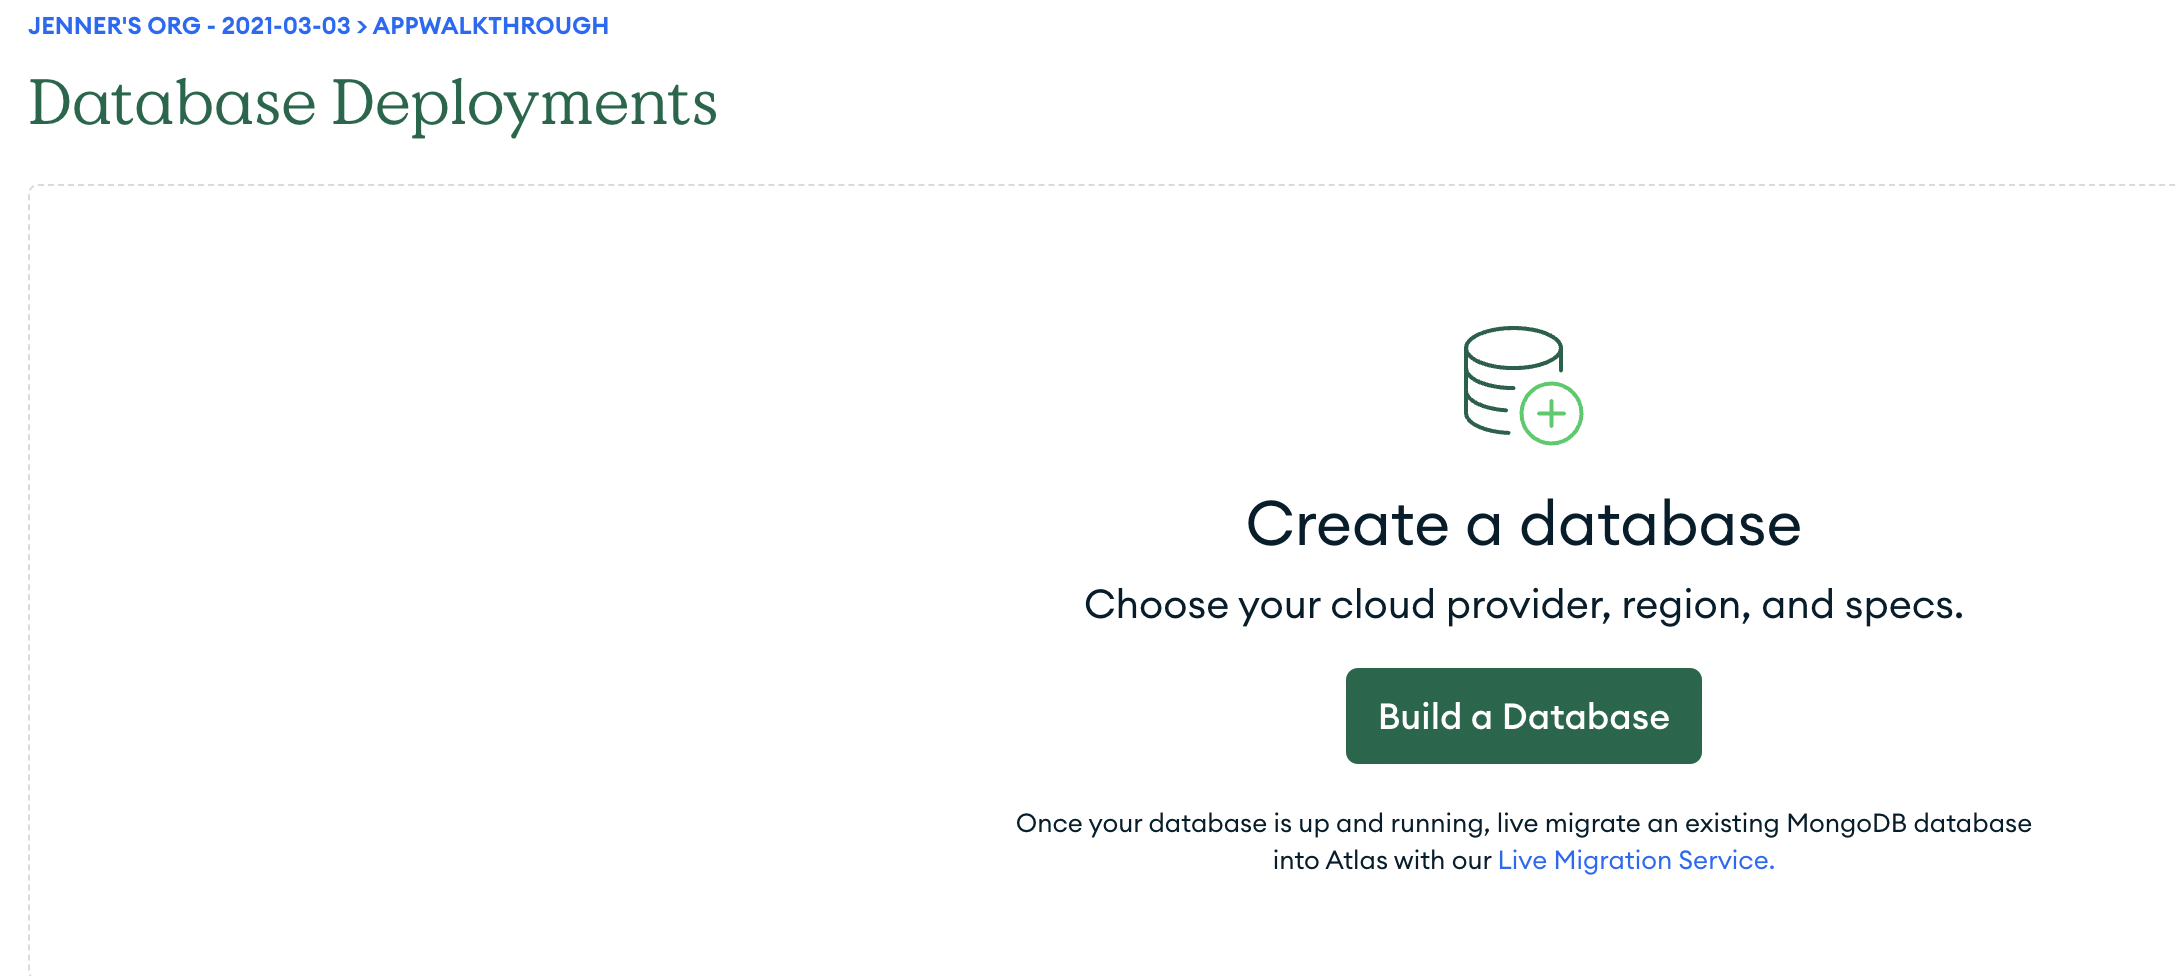 JENNER'S ORG - 2021-03-03 > APPWALKTHROUGH
Database Deployments
Create a database
Choose your cloud provider, region, and specs.
Build a Database
Once your database is up and running, live migrate an existing MongoDB database
into Atlas with our Live Migration Service.